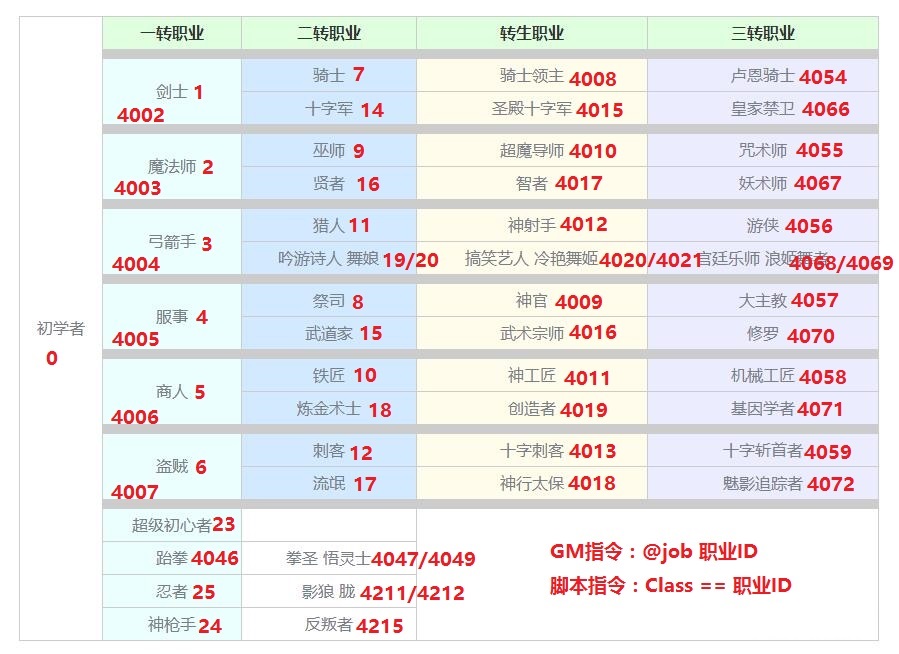 一转职业 二转职业 转生职业 三转职业
初学者
0
剑士 1
4002
骑士 7 骑士领主 4008 卢恩骑士 4054
十字军 14 圣殿十字军 4015 皇家禁卫 4066
魔法师 2
4003
巫师 9 超魔导师 4010 咒术师 4055
贤者 16 智者 4017 妖术师 4067
弓箭手 3
4004
猎人 11 神射手 4012 游侠 4056
吟游诗人 舞娘 19/20 搞笑艺人 冷艳舞姬 4020/4021 宫廷乐师 浪姬舞者 4068/4069
服事 4
4005
祭司 8 神官 4009 大主教 4057
武道家 15 武术宗师 4016 修罗 4070
商人 5
4006
铁匠 10 神工匠 4011 机械工匠 4058
炼金术士 18 创造者 4019 基因学者 4071
盗贼 6
4007
刺客 12 十字刺客 4013 十字斩首者 4059
流氓 17 神行太保 4018 魅影追踪者 4072
超级初心者 23
跆拳 4046 拳圣 悟灵士 4047/4049
忍者 25 影狼 胧 4211/4212
神枪手 24 反叛者 4215
GM指令：@job 职业ID
脚本指令：Class == 职业ID